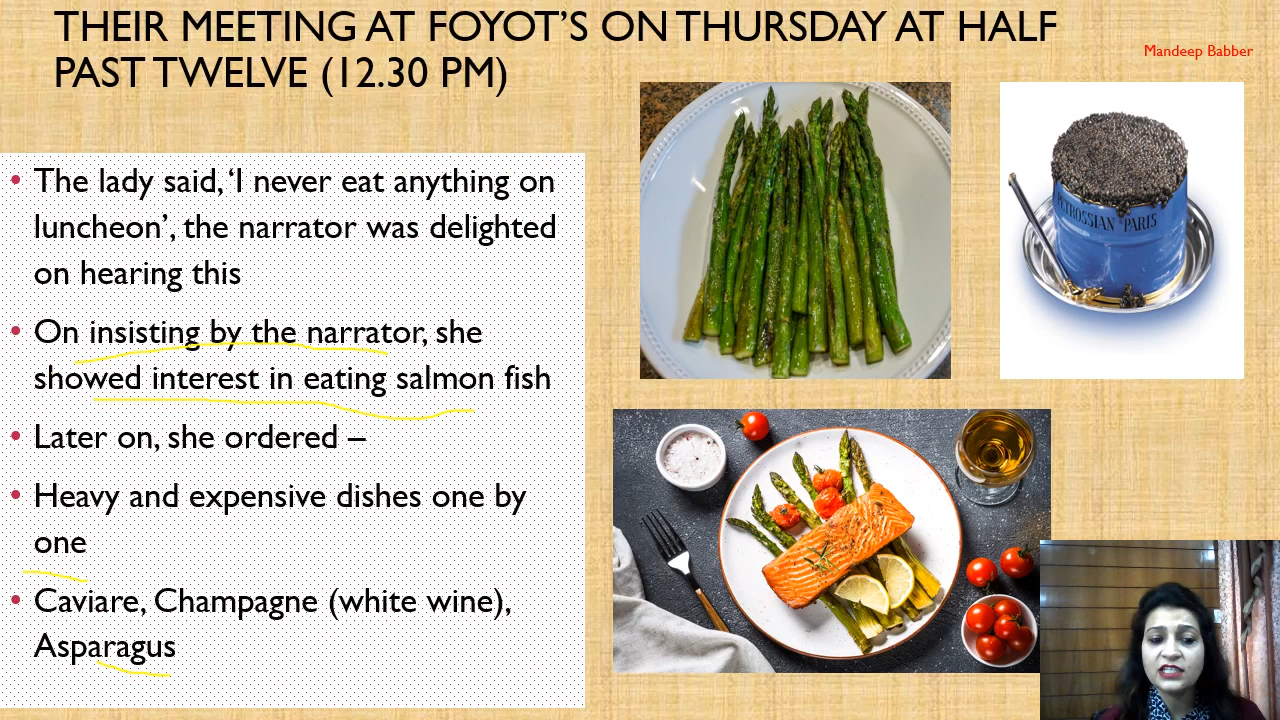 THEIR MEETING AT FOYOT’S ON THURSDAY AT HALF
PAST TWELVE (12.30 PM)
Mandeep Babber
• The lady said, ‘I never eat anything on
luncheon’, the narrator was delighted
on hearing this
• On insisting by the narrator, she
showed interest in eating salmon fish
• Later on, she ordered –
• Heavy and expensive dishes one by
one
• Caviare, Champagne (white wine),
Asparagus
PETROSSIAN PARIS